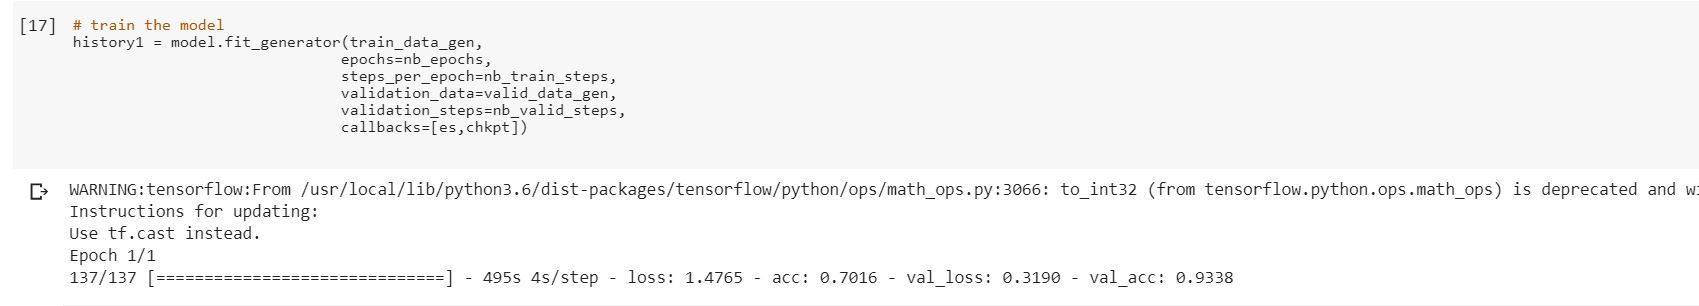 [17] # train the model
history1 = model.fit_generator(train_data_gen,
epochs=nb_epochs,
steps_per_epoch=nb_train_steps,
validation_data=valid_data_gen,
validation_steps=nb_valid_steps,
callbacks=[es,chkpt])
WARNING:tensorflow:From /usr/local/lib/python3.6/dist-packages/tensorflow/python/ops/math_ops.py:3066: to_int32 (from tensorflow.python.ops.math_ops) is deprecated and
Instructions for updating:
Use tf.cast instead.
Epoch 1/1
137/137 [==============================] - 495s 4s/step - loss: 1.4765 - acc: 0.7016 - val_loss: 0.3190 - val_acc: 0.9338